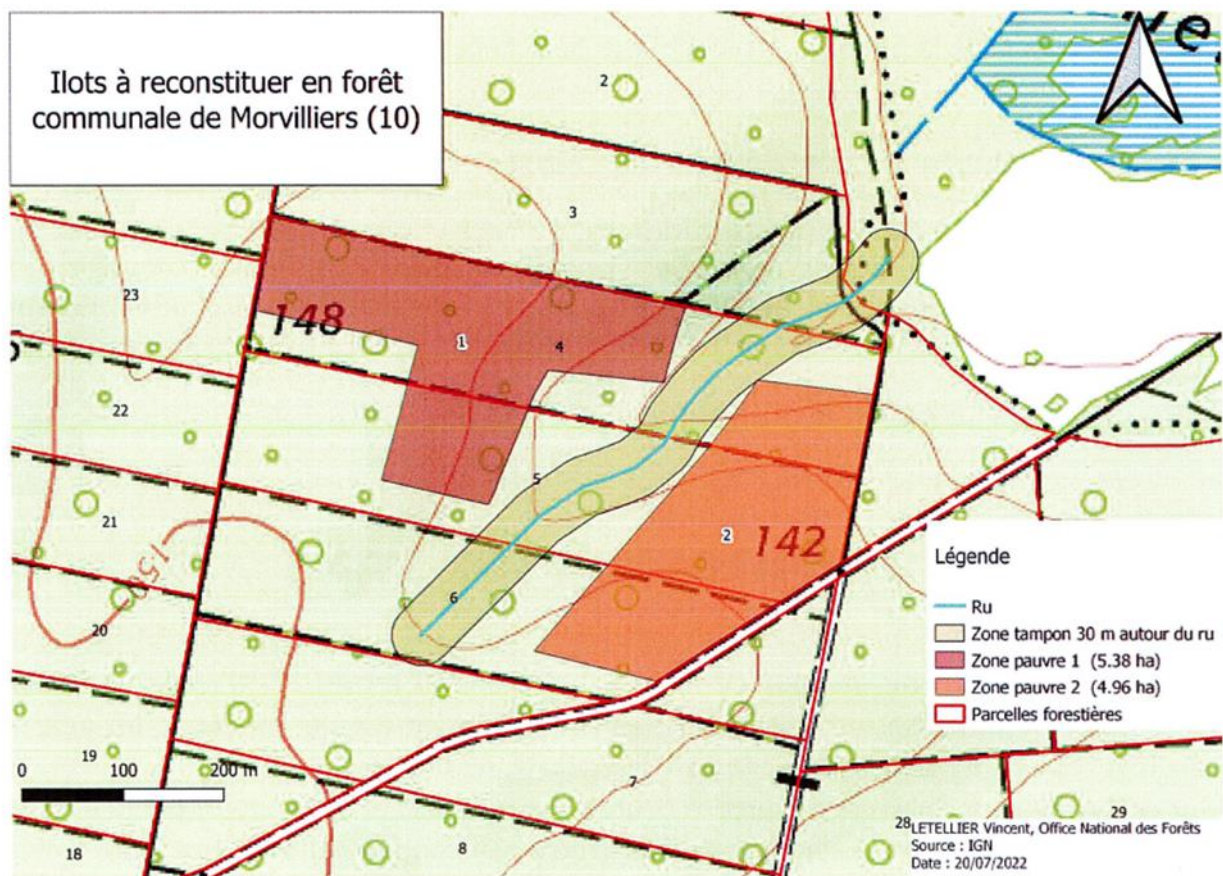 Ilots à reconstituer en forêt
communale de Morvilliers (10)
2
3
23
148
1
4
22
5
21
2
142
150
6
20
19
7
18
8
28
29
0 100 200 m
Légende
Ru
Zone tampon 30 m autour du ru
Zone pauvre 1 (5.38 ha)
Zone pauvre 2 (4.96 ha)
Parcelles forestières
LETELLIER Vincent, Office National des Forêts
Source : IGN
Date : 20/07/2022